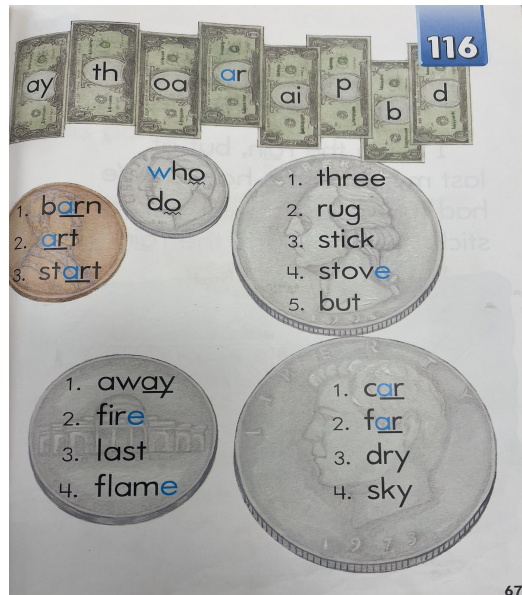 116
ay th oa ar ai p b d
who
do
1. barn
2. art
3. start
1. three
2. rug
3. stick
4. stove
5. but
1. away
2. fire
3. last
4. flame
LIBERTY
1. car
2. far
3. dry
4. sky
1973
67